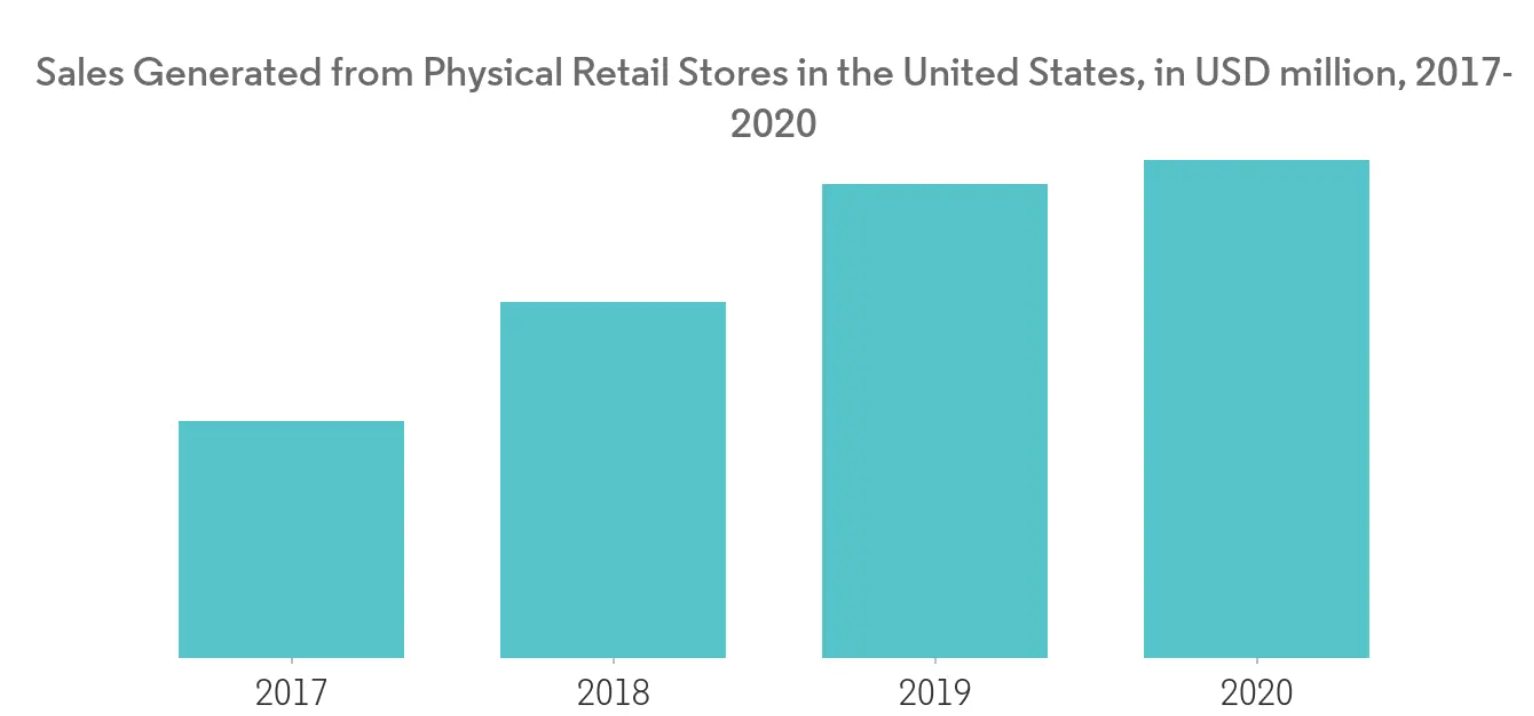 Sales Generated from Physical Retail Stores in the United States, in USD million, 2017-
2020
2017 2018 2019 2020